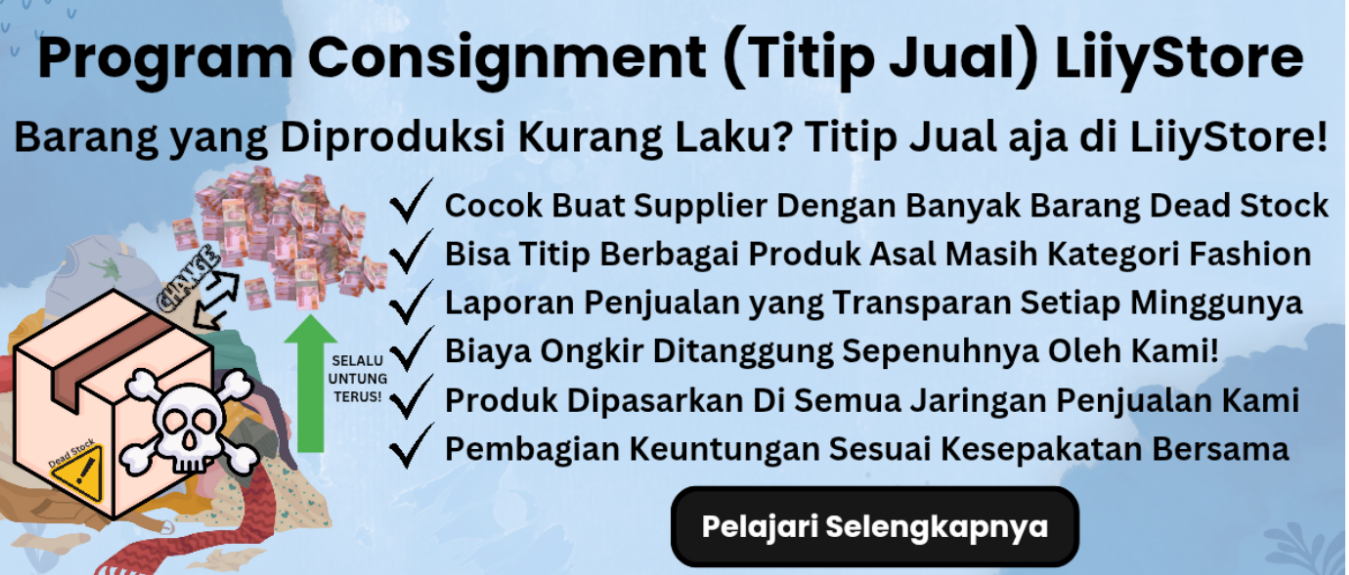 Program Consignment (Titip Jual) LiiyStore
Barang yang Diproduksi Kurang Laku? Titip Jual aja di LiiyStore!
Cocok Buat Supplier Dengan Banyak Barang Dead Stock
Bisa Titip Berbagai Produk Asal Masih Kategori Fashion
Laporan Penjualan yang Transparan Setiap Minggunya
Biaya Ongkir Ditanggung Sepenuhnya Oleh Kami!
Produk Dipasarkan Di Semua Jaringan Penjualan Kami
Pembagian Keuntungan Sesuai Kesepakatan Bersama
CHANGE
SELALU
UNTUNG
TERUS!
Dead Stock
!
Pelajari Selengkapnya